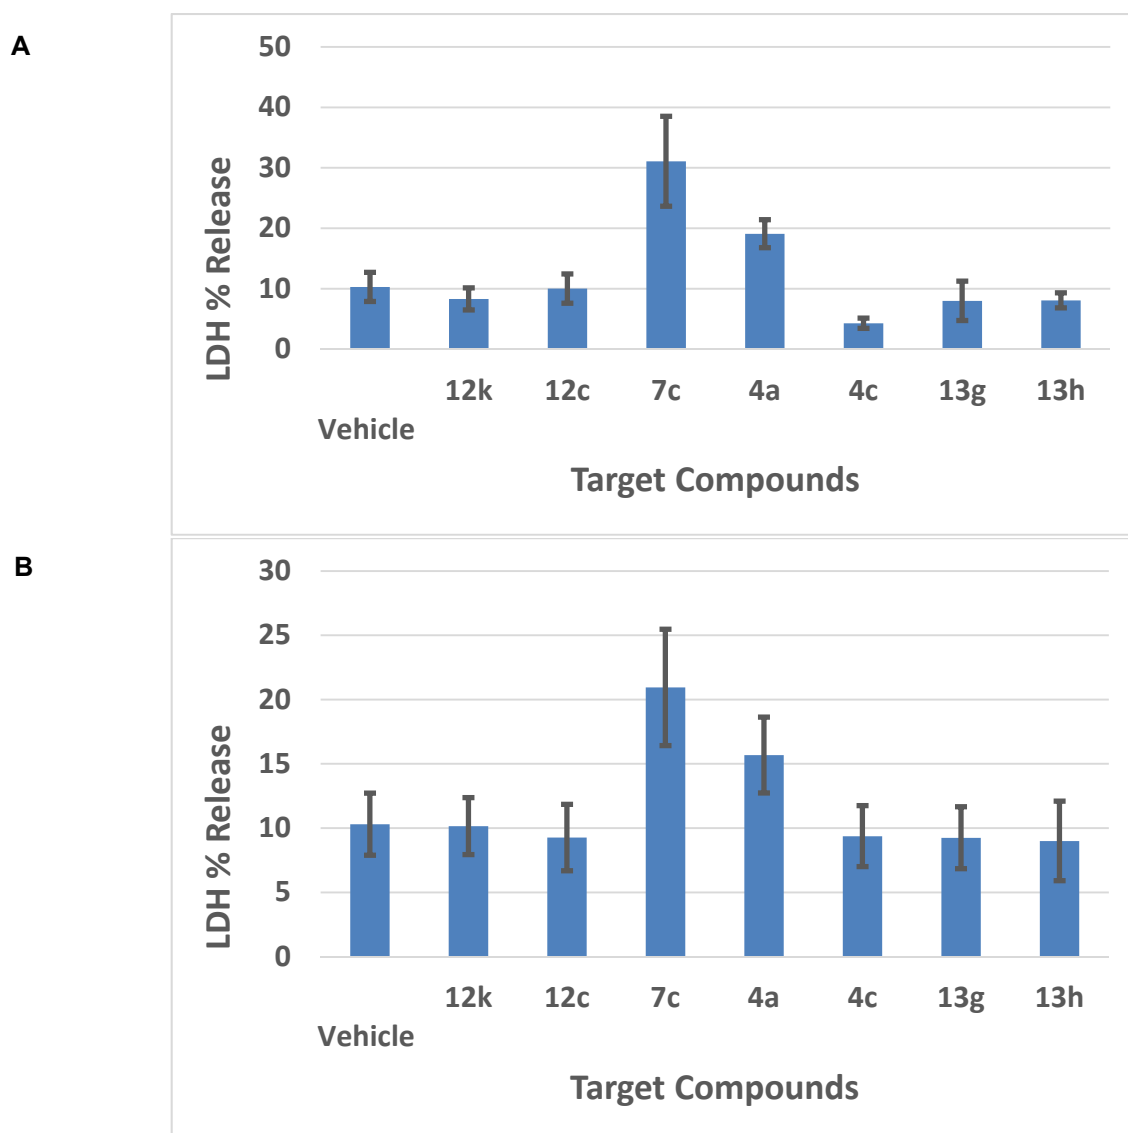 A
LDH % Release
50
40
30
20
10
0
12k 12c 7c 4a 4c 13g 13h
Vehicle
Target Compounds
B
LDH % Release
30
25
20
15
10
5
0
12k 12c 7c 4a 4c 13g 13h
Vehicle
Target Compounds